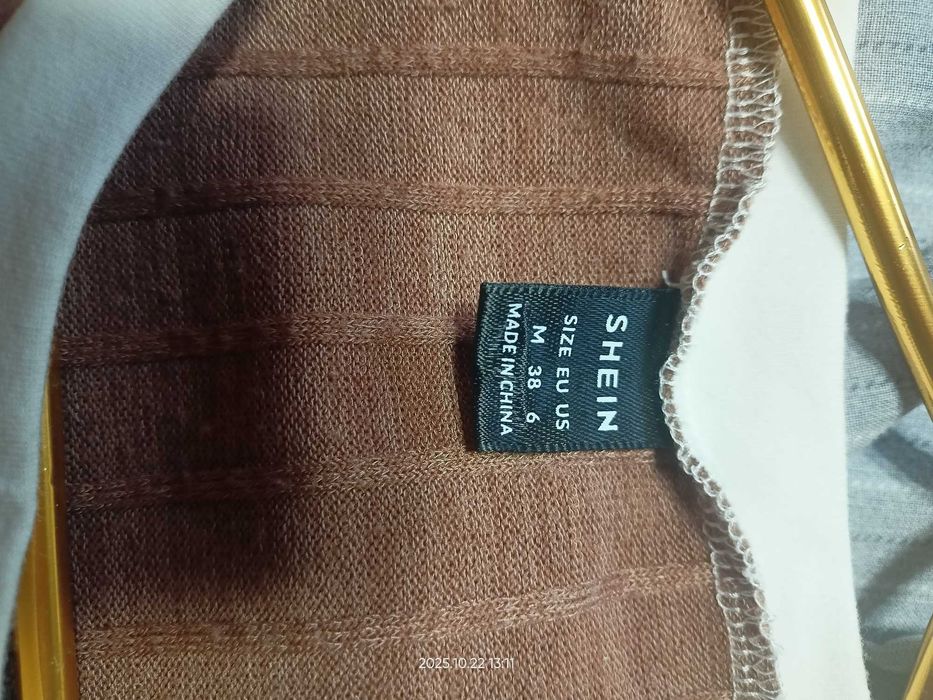 SHEIN
SIZE EU US
M 38 6
MADE IN CHINA
2025.10.22 13:11